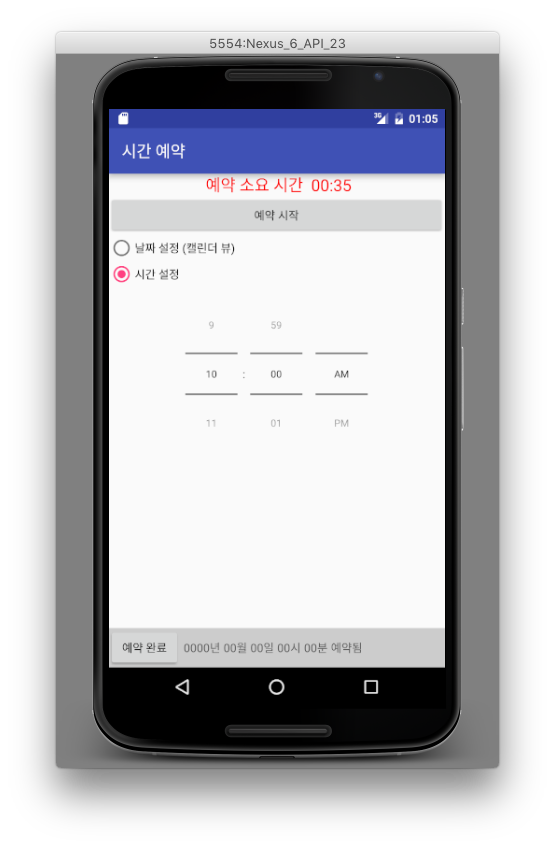 5554:Nexus_6_API_23
3G 01:05
시간 예약
예약 소요 시간 00:35
예약 시작
날짜 설정 (캘린더 뷰)
시간 설정
9 59
10 : 00 AM
11 01 PM
예약 완료 0000년 00월 00일 00시 00분 예약됨